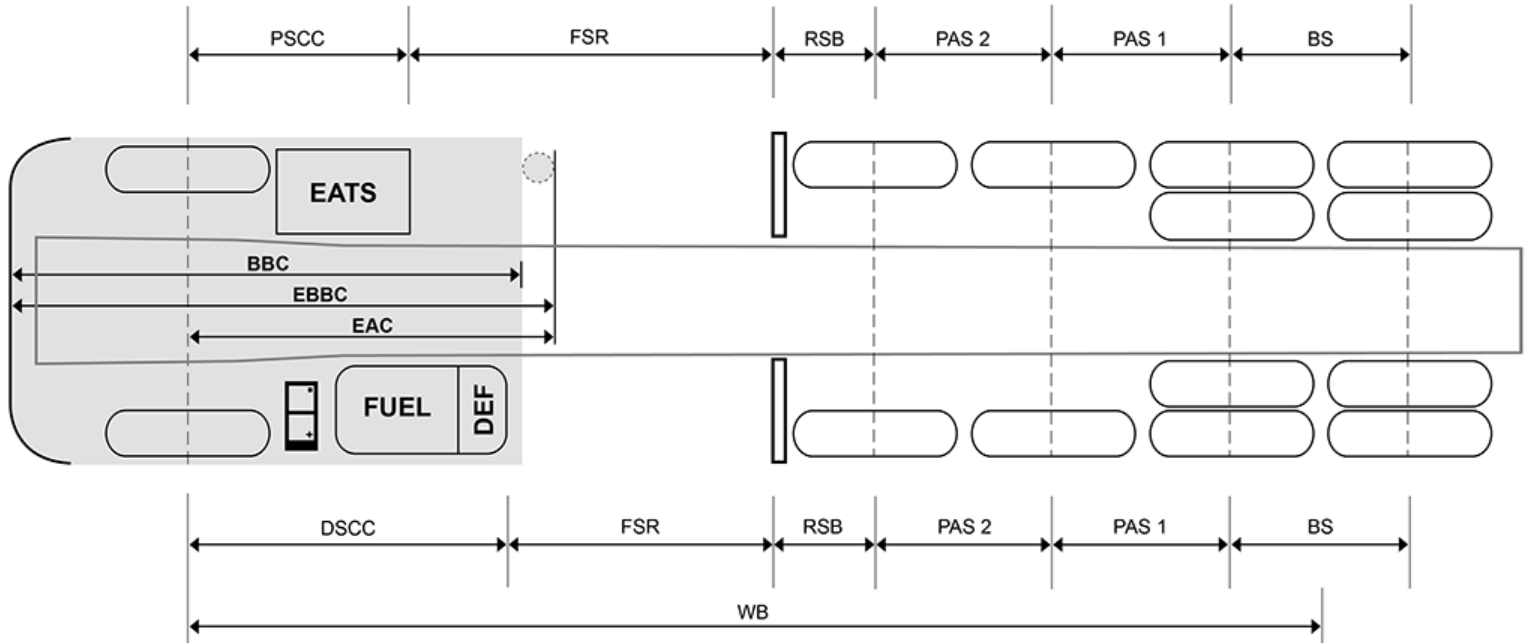 PSCC FSR RSB PAS 2 PAS 1 BS
EATS
BBC
EBBC
EAC
FUEL DEF
+
DSCC FSR RSB PAS 2 PAS 1 BS
WB